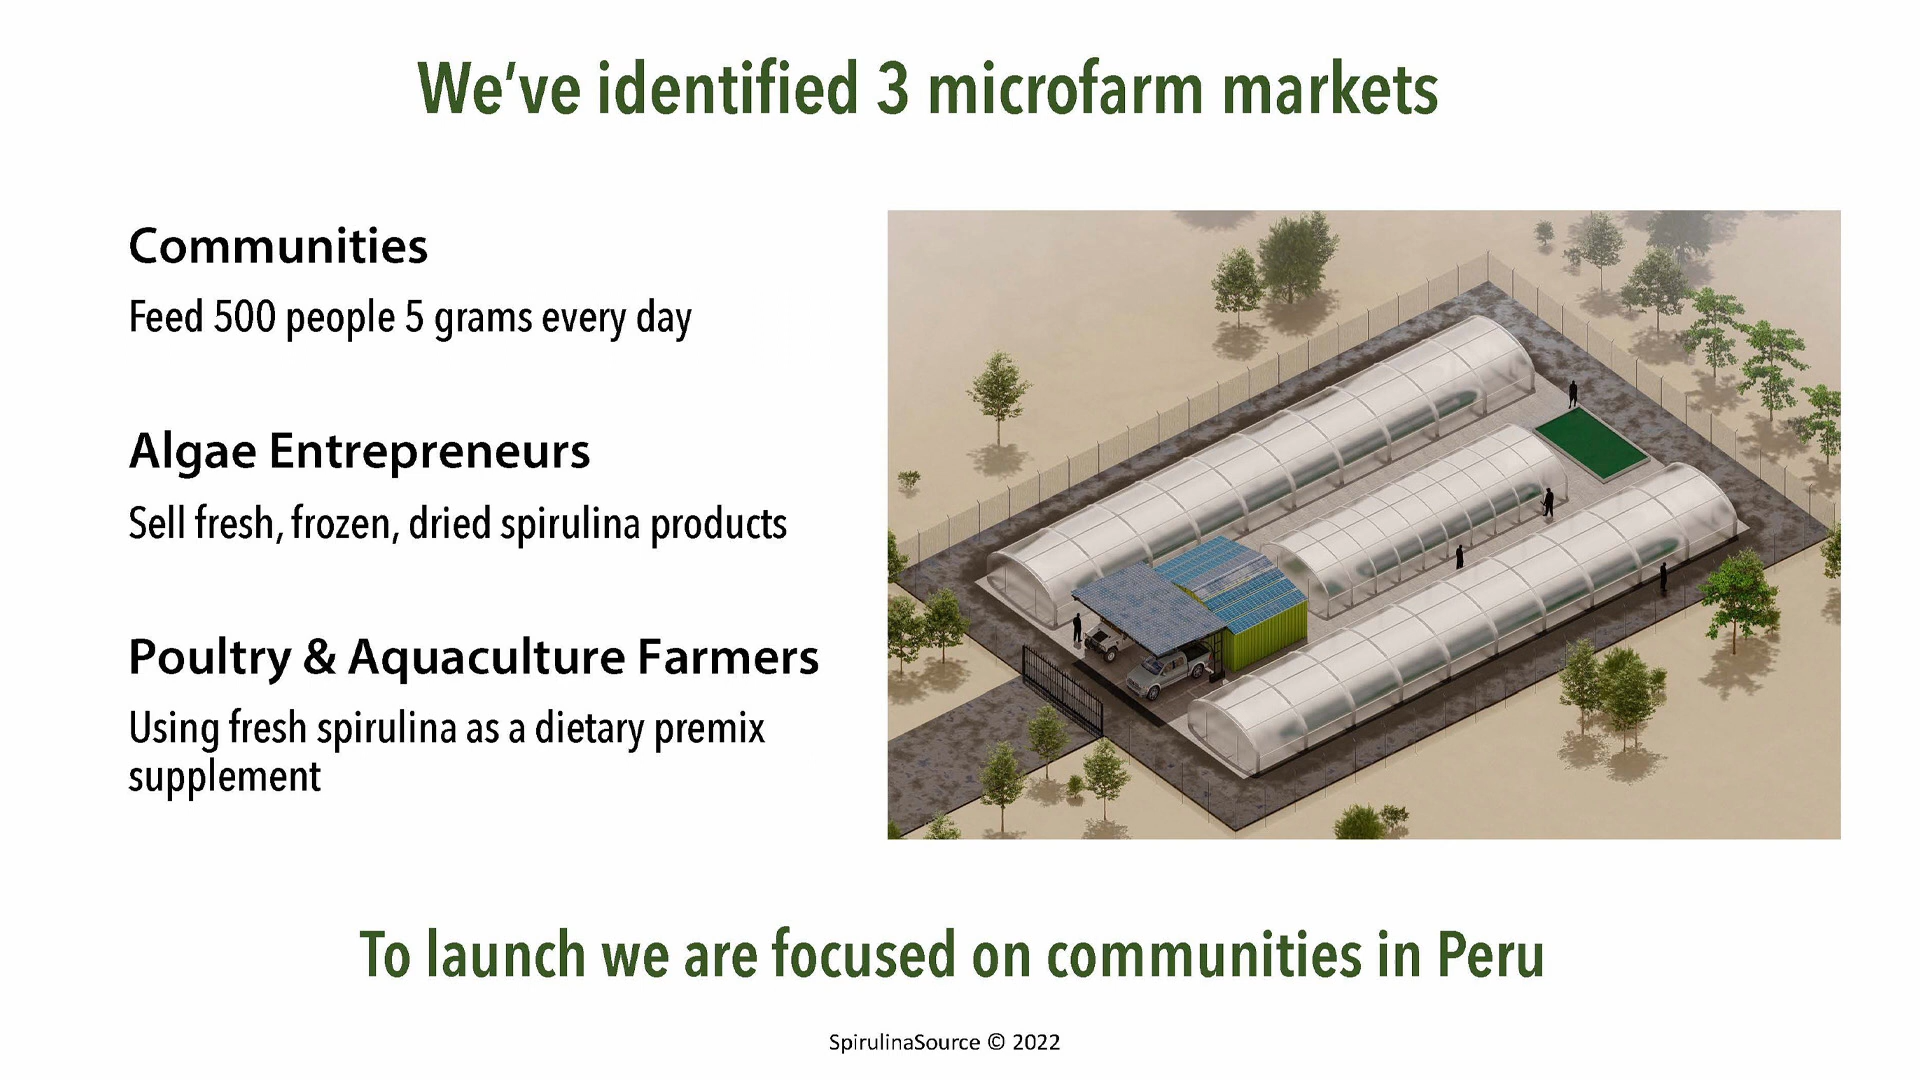 We’ve identified 3 microfarm markets
Communities
Feed 500 people 5 grams every day
Algae Entrepreneurs
Sell fresh, frozen, dried spirulina products
Poultry & Aquaculture Farmers
Using fresh spirulina as a dietary premix
supplement
To launch we are focused on communities in Peru
SpirulinaSource © 2022